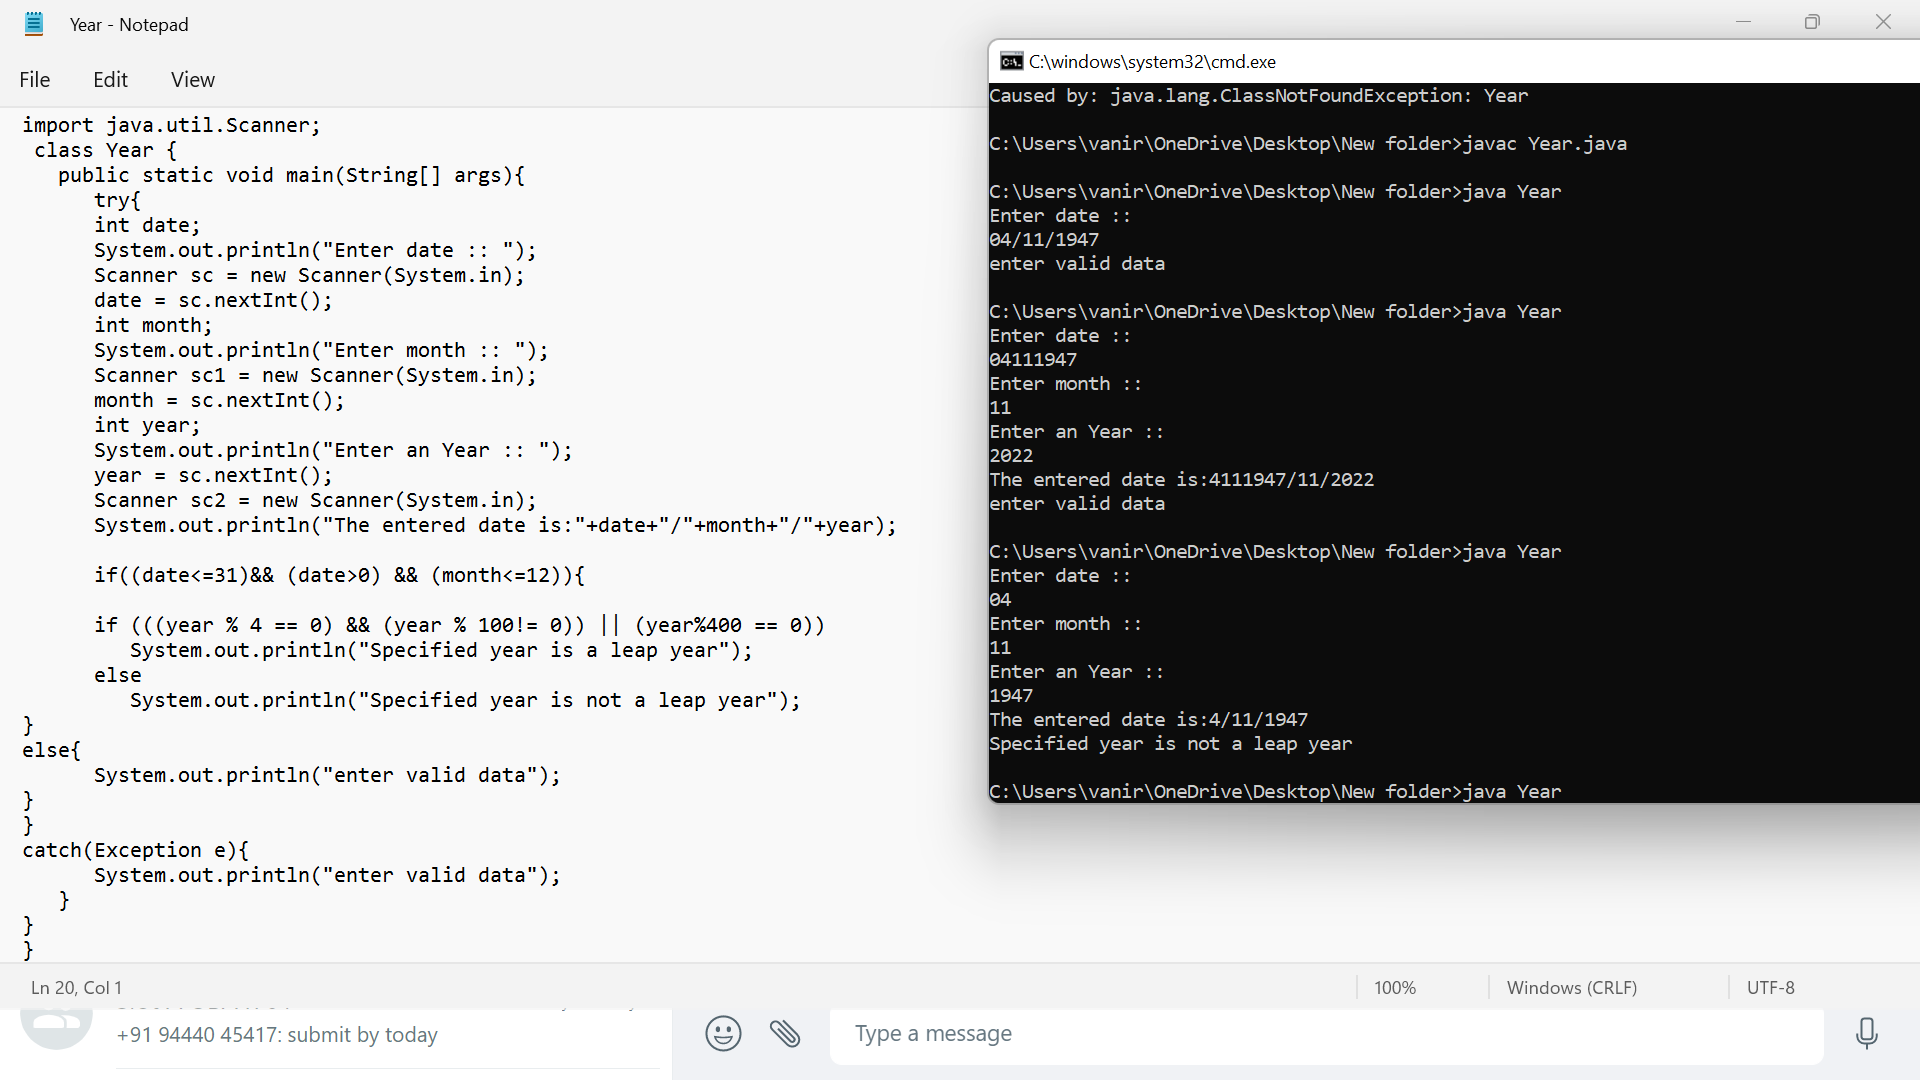 Year - Notepad
File Edit View
import java.util.Scanner;
class Year {
public static void main(String[] args){
try{
int date;
System.out.println("Enter date :: ");
Scanner sc = new Scanner(System.in);
date = sc.nextInt();
int month;
System.out.println("Enter month :: ");
Scanner sc1 = new Scanner(System.in);
month = sc.nextInt();
int year;
System.out.println("Enter an Year :: ");
year = sc.nextInt();
Scanner sc2 = new Scanner(System.in);
System.out.println("The entered date is:"+date+"/"+month+"/"+year);
if((date<=31)&& (date>0) && (month<=12)){
if (((year % 4 == 0) && (year % 100!= 0)) || (year%400 == 0))
System.out.println("Specified year is a leap year");
else
System.out.println("Specified year is not a leap year");
}
else{
System.out.println("enter valid data");
}
}
catch(Exception e){
System.out.println("enter valid data");
}
}
}
C:\windows\system32\cmd.exe
Caused by: java.lang.ClassNotFoundException: Year
C:\Users\vanir\OneDrive\Desktop\New folder>javac Year.java
C:\Users\vanir\OneDrive\Desktop\New folder>java Year
Enter date ::
04/11/1947
enter valid data
C:\Users\vanir\OneDrive\Desktop\New folder>java Year
Enter date ::
04111947
Enter month ::
11
Enter an Year ::
2022
The entered date is:4111947/11/2022
enter valid data
C:\Users\vanir\OneDrive\Desktop\New folder>java Year
Enter date ::
04
Enter month ::
11
Enter an Year ::
1947
The entered date is:4/11/1947
Specified year is not a leap year
C:\Users\vanir\OneDrive\Desktop\New folder>java Year
Ln 20, Col 1 100% Windows (CRLF) UTF-8
+91 94440 45417: submit by today
Type a message